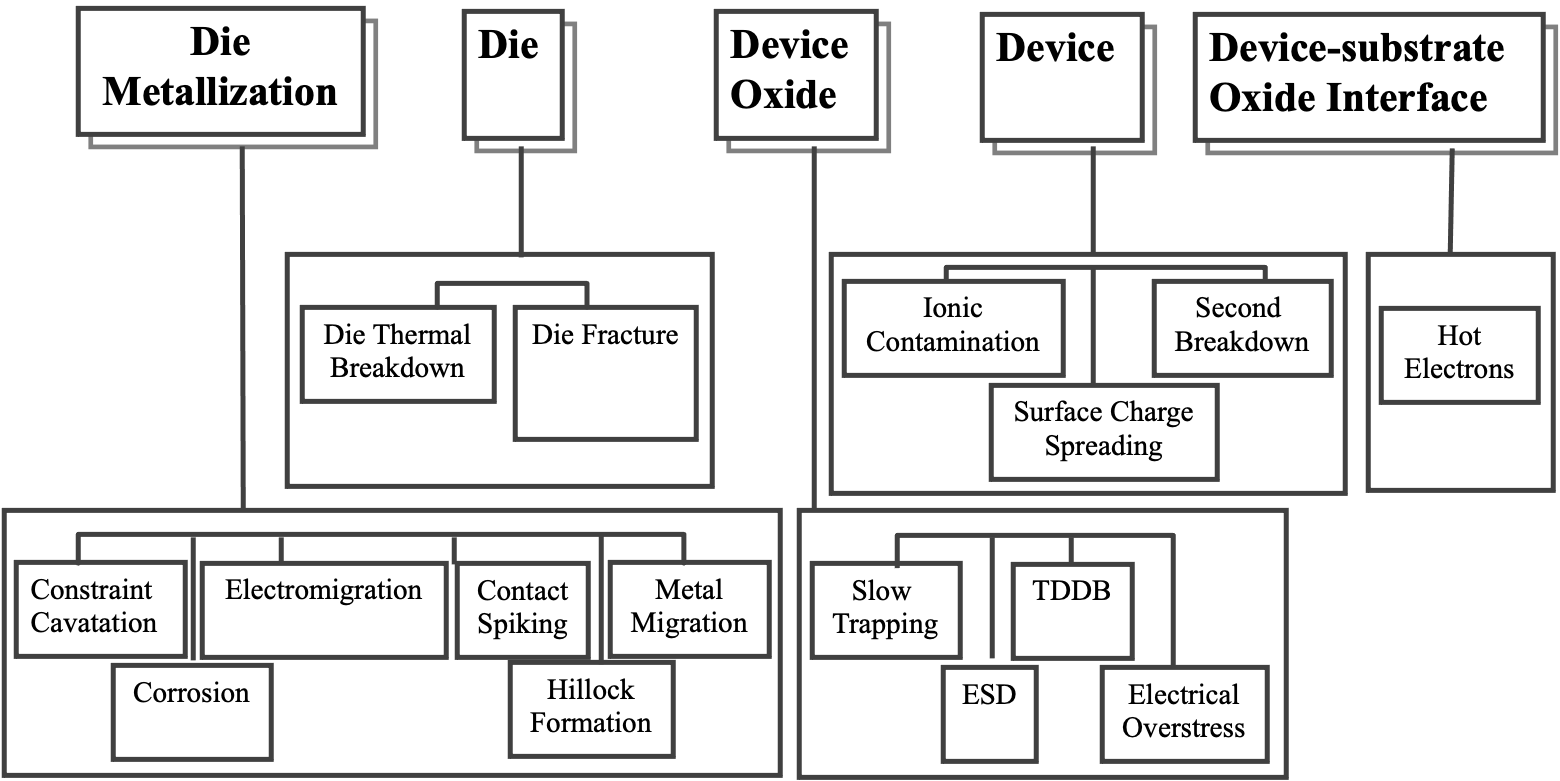 Die
Metallization
Die
Device
Oxide
Device
Device-substrate
Oxide Interface
Die Thermal
Breakdown
Die Fracture
Ionic
Contamination
Second
Breakdown
Surface Charge
Spreading
Hot
Electrons
Constraint
Cavatation
Electromigration
Contact
Spiking
Metal
Migration
Corrosion
Hillock
Formation
Slow
Trapping
TDDB
ESD
Electrical
Overstress